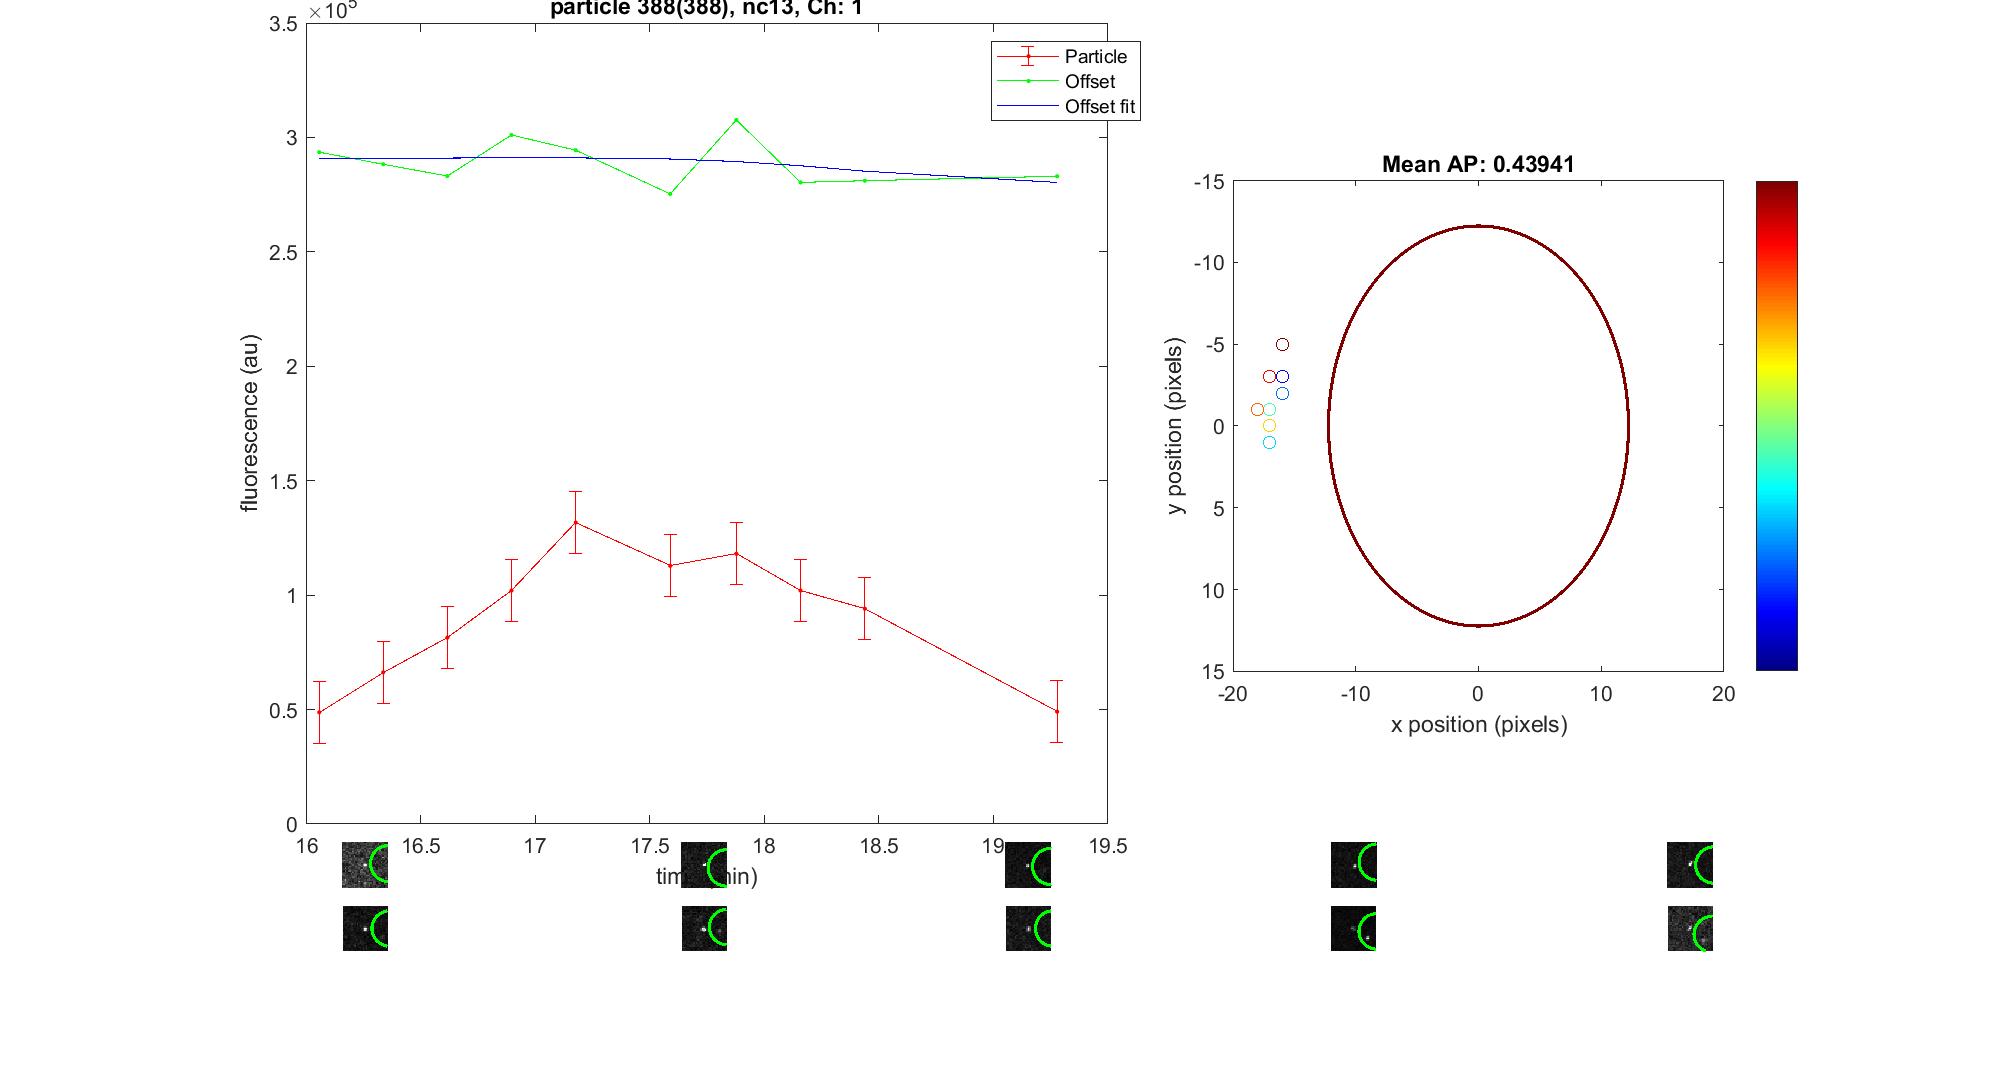 particle 388(388), nc13, Ch: 1
×10⁵
3.5
3
2.5
2
1.5
1
0.5
0
fluorescence (au)
Particle
Offset
Offset fit
16 16.5 17 17.5 18 18.5 19 19.5
Mean AP: 0.43941
-15
-10
-5
0
5
10
15
y position (pixels)
-20 -10 0 10 20
x position (pixels)